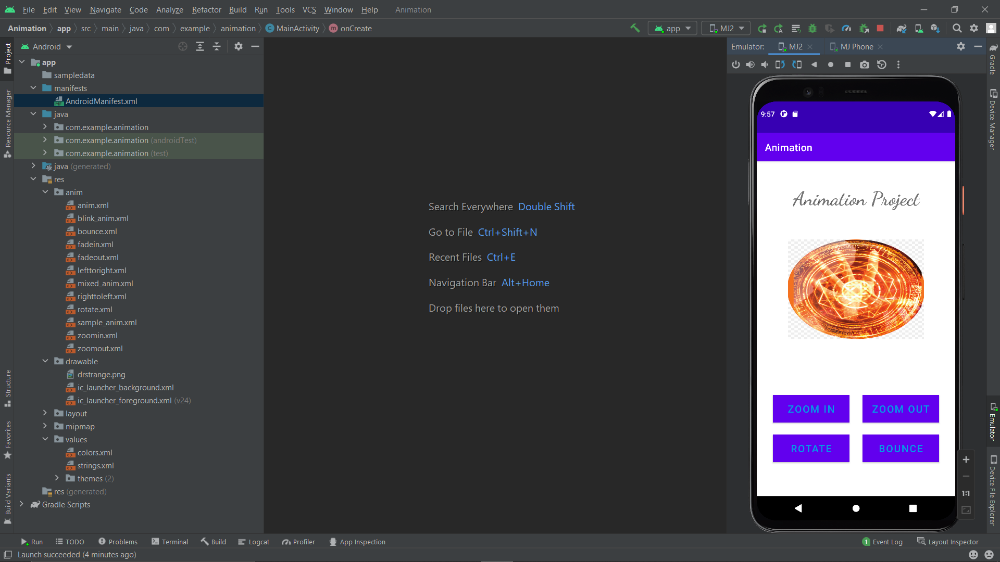 File Edit View Navigate Code Analyze Refactor Build Run Tools VCS Window Help Animation
Animation app src main java com example animation C MainActivity m onCreate app MJ2
Android
Emulator: MJ2 MJ Phone
Project
Resource Manager
Structure
Favorites
Build Variants
app
sampledata
manifests
AndroidManifest.xml
java
com.example.animation
com.example.animation (androidTest)
com.example.animation (test)
java (generated)
res
anim
anim.xml
blink_anim.xml
bounce.xml
fadein.xml
fadeout.xml
lefttoright.xml
mixed_anim.xml
righttoleft.xml
rotate.xml
sample_anim.xml
zoomin.xml
zoomout.xml
drawable
drstrange.png
ic_launcher_background.xml
ic_launcher_foreground.xml (v24)
layout
mipmap
values
colors.xml
strings.xml
themes (2)
res (generated)
Gradle Scripts
Search Everywhere Double Shift
Go to File Ctrl+Shift+N
Recent Files Ctrl+E
Navigation Bar Alt+Home
Drop files here to open them
9:57
Animation
Animation Project
ZOOM IN ZOOM OUT
ROTATE BOUNCE
1:1
Gradle
Device Manager
Emulator
Device File Explorer
Run TODO Problems Terminal Build Logcat Profiler App Inspection 1 Event Log Layout Inspector
Launch succeeded (4 minutes ago)